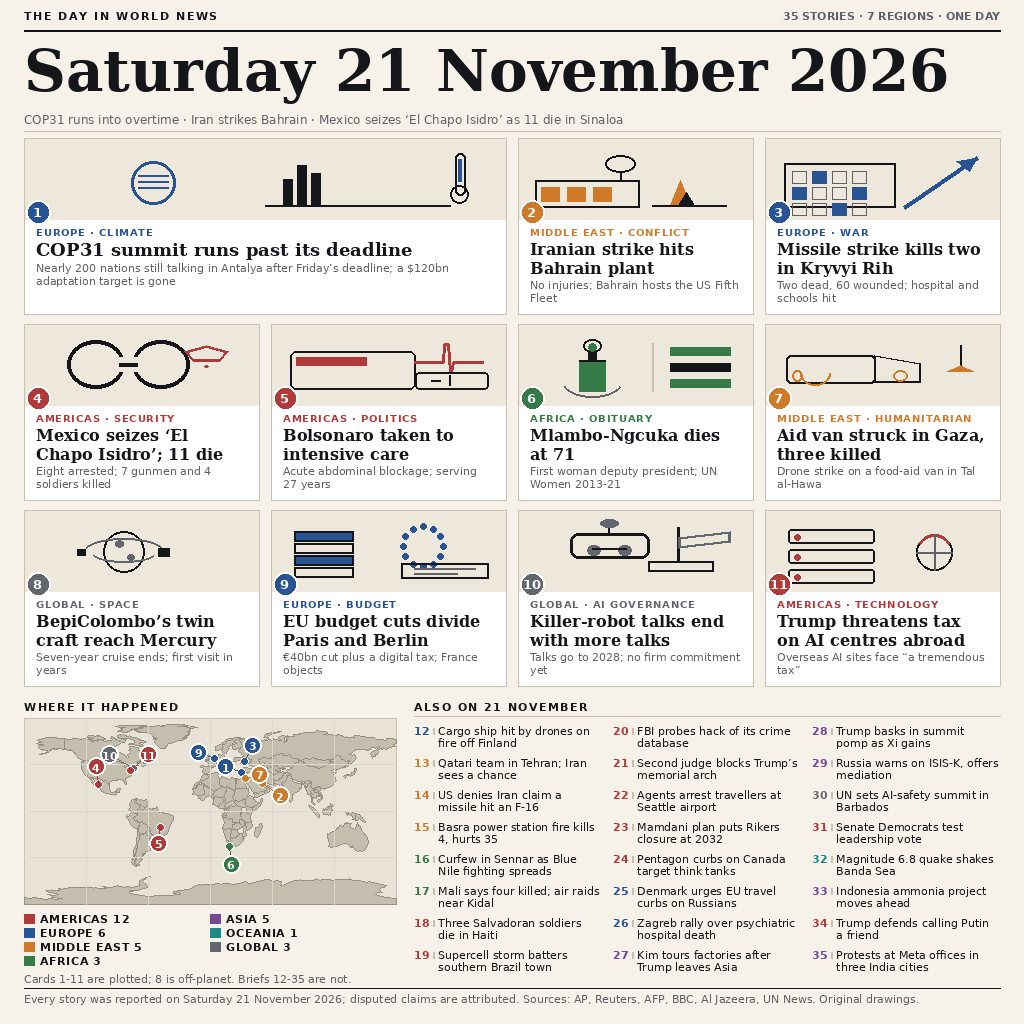 THE DAY IN WORLD NEWS
35 STORIES · 7 REGIONS · ONE DAY
Saturday 21 November 2026
COP31 runs into overtime · Iran strikes Bahrain · Mexico seizes ‘El Chapo Isidro’ as 11 die in Sinaloa
1
EUROPE · CLIMATE
COP31 summit runs past its deadline
Nearly 200 nations still talking in Antalya after Friday’s deadline; a $120bn
adaptation target is gone
2
MIDDLE EAST · CONFLICT
Iranian strike hits
Bahrain plant
No injuries; Bahrain hosts the US Fifth
Fleet
3
EUROPE · WAR
Missile strike kills two
in Kryvyi Rih
Two dead, 60 wounded; hospital and
schools hit
4
AMERICAS · SECURITY
Mexico seizes ‘El
Chapo Isidro’; 11 die
Eight arrested; 7 gunmen and 4
soldiers killed
5
AMERICAS · POLITICS
Bolsonaro taken to
intensive care
Acute abdominal blockage; serving
27 years
6
AFRICA · OBITUARY
Mlambo-Ngcuka dies
at 71
First woman deputy president; UN
Women 2013-21
7
MIDDLE EAST · HUMANITARIAN
Aid van struck in Gaza,
three killed
Drone strike on a food-aid van in Tal
al-Hawa
8
GLOBAL · SPACE
BepiColombo’s twin
craft reach Mercury
Seven-year cruise ends; first visit in
years
9
EUROPE · BUDGET
EU budget cuts divide
Paris and Berlin
€40bn cut plus a digital tax; France
objects
10
GLOBAL · AI GOVERNANCE
Killer-robot talks end
with more talks
Talks go to 2028; no firm commitment
yet
11
AMERICAS · TECHNOLOGY
Trump threatens tax
on AI centres abroad
Overseas AI sites face “a tremendous
tax”
WHERE IT HAPPENED
4
10
11
9
1
3
7
2
5
6
AMERICAS 12
EUROPE 6
MIDDLE EAST 5
AFRICA 3
ASIA 5
OCEANIA 1
GLOBAL 3
Cards 1-11 are plotted; 8 is off-planet. Briefs 12-35 are not.
ALSO ON 21 NOVEMBER
12 Cargo ship hit by drones on
fire off Finland
13 Qatari team in Tehran; Iran
sees a chance
14 US denies Iran claim a
missile hit an F-16
15 Basra power station fire kills
4, hurts 35
16 Curfew in Sennar as Blue
Nile fighting spreads
17 Mali says four killed; air raids
near Kidal
18 Three Salvadoran soldiers
die in Haiti
19 Supercell storm batters
southern Brazil town
20 FBI probes hack of its crime
database
21 Second judge blocks Trump’s
memorial arch
22 Agents arrest travellers at
Seattle airport
23 Mamdani plan puts Rikers
closure at 2032
24 Pentagon curbs on Canada
target think tanks
25 Denmark urges EU travel
curbs on Russians
26 Zagreb rally over psychiatric
hospital death
27 Kim tours factories after
Trump leaves Asia
28 Trump basks in summit
pomp as Xi gains
29 Russia warns on ISIS-K, offers
mediation
30 UN sets AI-safety summit in
Barbados
31 Senate Democrats test
leadership vote
32 Magnitude 6.8 quake shakes
Banda Sea
33 Indonesia ammonia project
moves ahead
34 Trump defends calling Putin
a friend
35 Protests at Meta offices in
three India cities
Every story was reported on Saturday 21 November 2026; disputed claims are attributed. Sources: AP, Reuters, AFP, BBC, Al Jazeera, UN News. Original drawings.